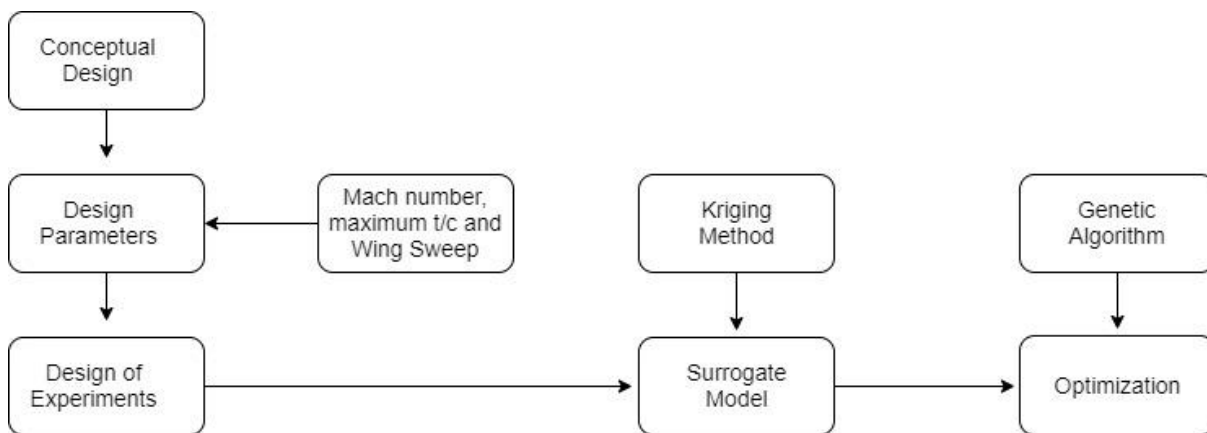 Conceptual
Design
Design
Parameters
Mach number,
maximum t/c and
Wing Sweep
Kriging
Method
Genetic
Algorithm
Design of
Experiments
Surrogate
Model
Optimization